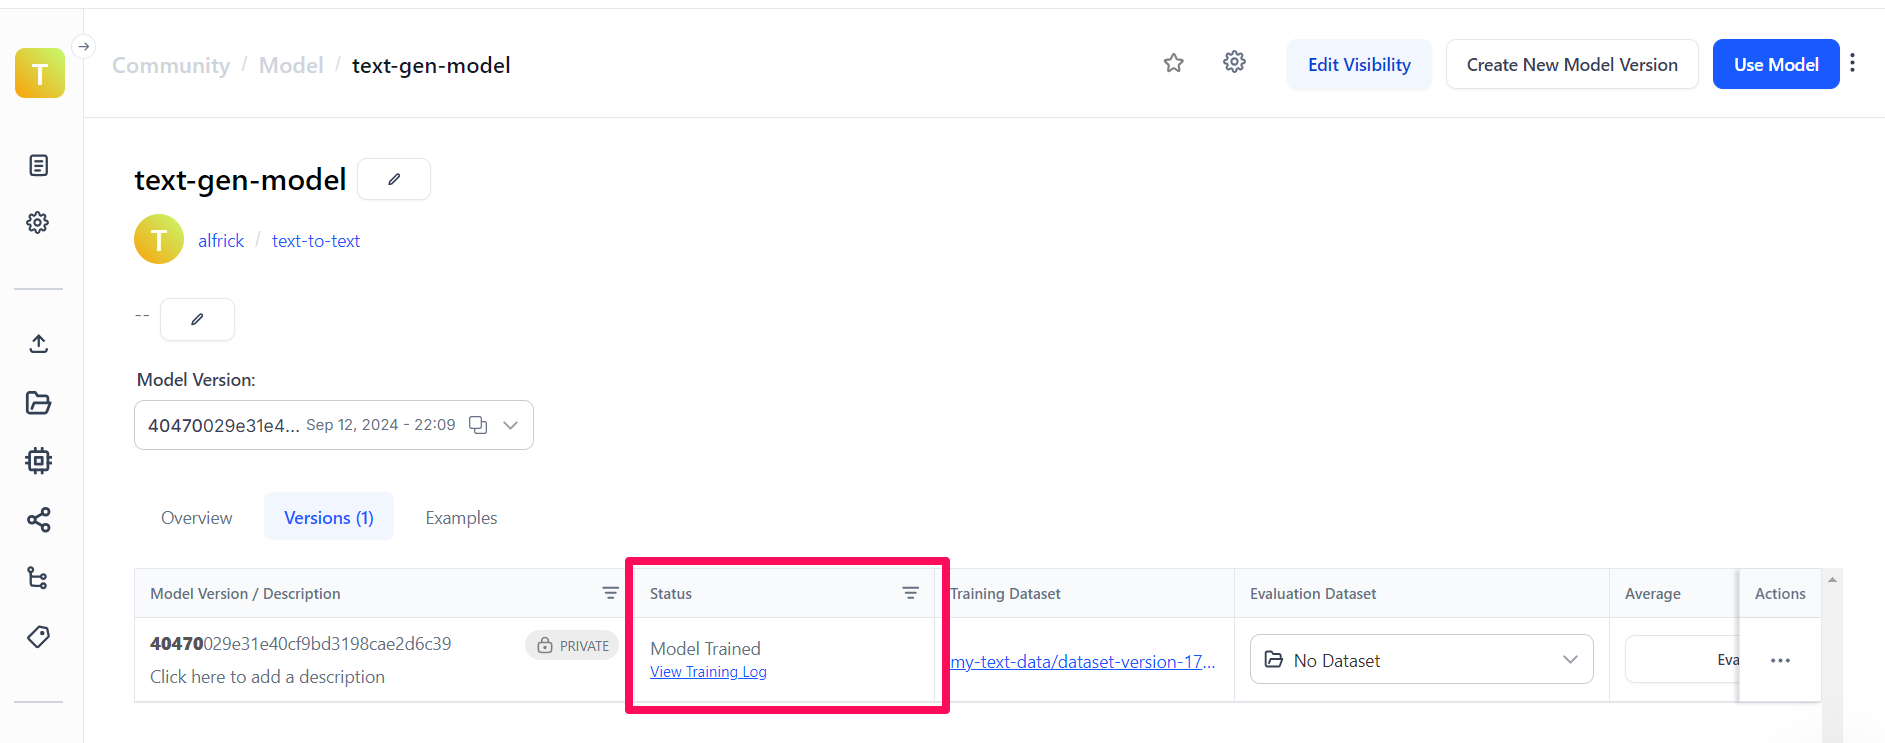 T
Community / Model / text-gen-model
Edit Visibility
Create New Model Version
Use Model
text-gen-model
T
alfrick / text-to-text
--
Model Version:
40470029e31e4... Sep 12, 2024 - 22:09
Overview
Versions (1)
Examples
Model Version / Description
Status
Training Dataset
Evaluation Dataset
Average
Actions
40470029e31e40cf9bd3198cae2d6c39
PRIVATE
Click here to add a description
Model Trained
View Training Log
my-text-data/dataset-version-17...
No Dataset
Eva